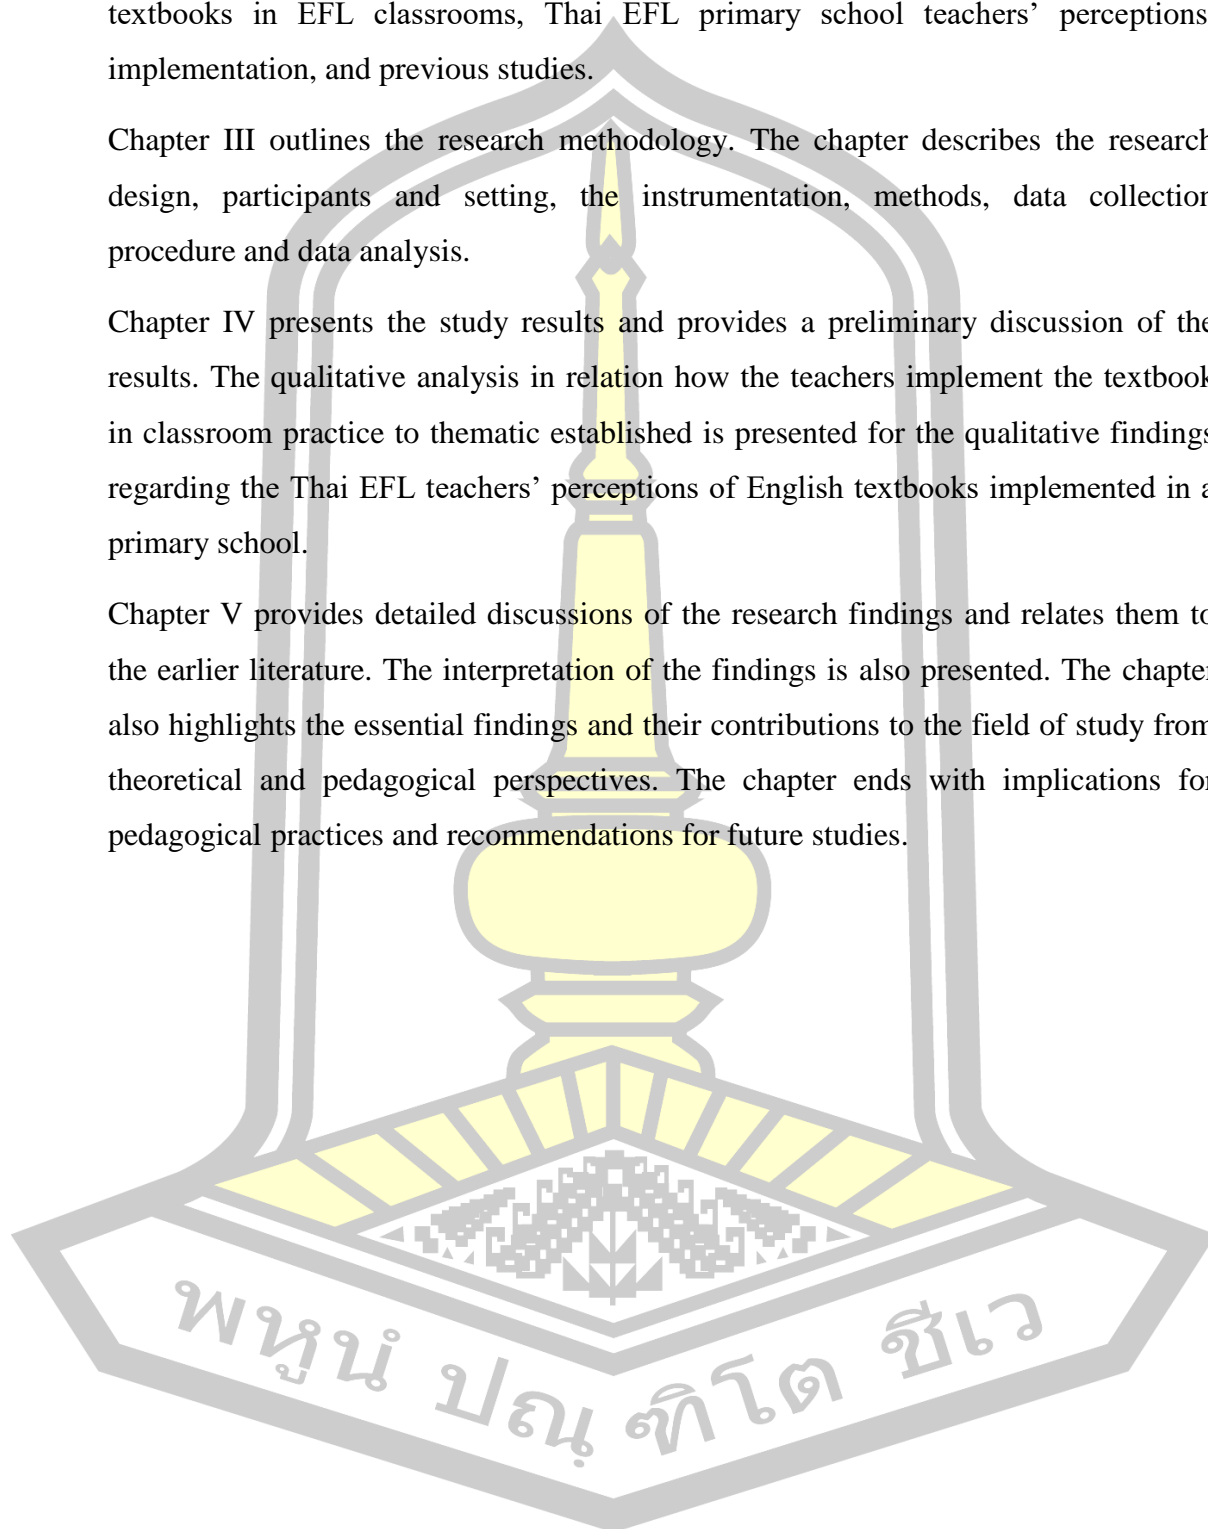 textbooks in EFL classrooms, Thai EFL primary school teachers’ perceptions
implementation, and previous studies.
Chapter III outlines the research methodology. The chapter describes the research
design, participants and setting, the instrumentation, methods, data collection
procedure and data analysis.
Chapter IV presents the study results and provides a preliminary discussion of the
results. The qualitative analysis in relation how the teachers implement the textbook
in classroom practice to thematic established is presented for the qualitative findings
regarding the Thai EFL teachers’ perceptions of English textbooks implemented in a
primary school.
Chapter V provides detailed discussions of the research findings and relates them to
the earlier literature. The interpretation of the findings is also presented. The chapter
also highlights the essential findings and their contributions to the field of study from
theoretical and pedagogical perspectives. The chapter ends with implications for
pedagogical practices and recommendations for future studies.
พหูนํ ปณฺฑิโต ชีเว